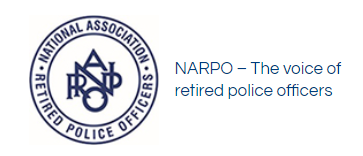 NATIONAL ASSOCIATION
RETIRED POLICE OFFICERS
NARPO
NARPO – The voice of
retired police officers